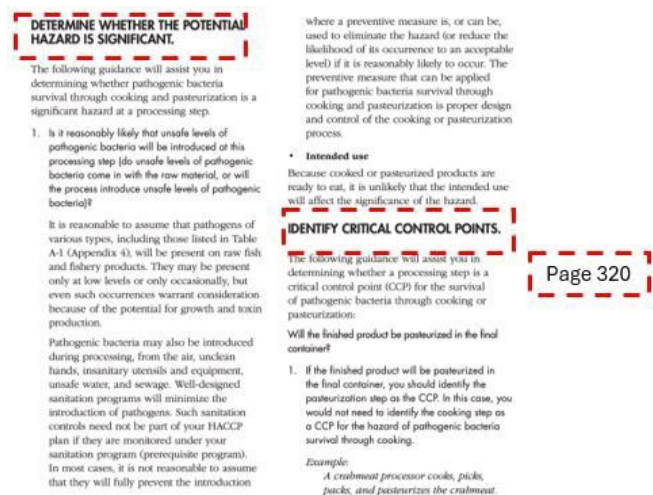 DETERMINE WHETHER THE POTENTIAL
HAZARD IS SIGNIFICANT.
The following guidance will assist you in
determining whether pathogenic bacteria
survival through cooking and pasteurization is a
significant hazard at a processing step.
1. Is it reasonably likely that unsafe levels of
pathogenic bacteria will be introduced at this
processing step (do unsafe levels of pathogenic
bacteria come in with the raw material, or will
the process introduce unsafe levels of pathogenic
bacteria)?
It is reasonable to assume that pathogens of
various types, including those listed in Table
A-1 (Appendix 4), will be present on raw fish
and fishery products. They may be present
only at low levels or only occasionally, but
even such occurrences warrant consideration
because of the potential for growth and toxin
production.
Pathogenic bacteria may also be introduced
during processing, from the air, unclean
hands, insanitary utensils and equipment,
unsafe water, and sewage. Well-designed
sanitation programs will minimize the
introduction of pathogens. Such sanitation
controls need not be part of your HACCP
plan if they are monitored under your
sanitation program (prerequisite program).
In most cases, it is not reasonable to assume
that they will fully prevent the introduction
where a preventive measure is, or can be,
used to eliminate the hazard (or reduce the
likelihood of its occurrence to an acceptable
level) if it is reasonably likely to occur. The
preventive measure that can be applied
for pathogenic bacteria survival through
cooking and pasteurization is proper design
and control of the cooking or pasteurization
process.
• Intended use
Because cooked or pasteurized products are
ready to eat, it is unlikely that the intended use
will affect the significance of the hazard.
IDENTIFY CRITICAL CONTROL POINTS.
The following guidance will assist you in
determining whether a processing step is a
critical control point (CCP) for the survival
of pathogenic bacteria through cooking or
pasteurization:
Will the finished product be pasteurized in the final
container?
1. If the finished product will be pasteurized in
the final container, you should identify the
pasteurization step as the CCP. In this case, you
would not need to identify the cooking step as
a CCP for the hazard of pathogenic bacteria
survival through cooking.
Example:
A crabmeat processor cooks, picks,
packs, and pasteurizes the crabmeat.
Page 320